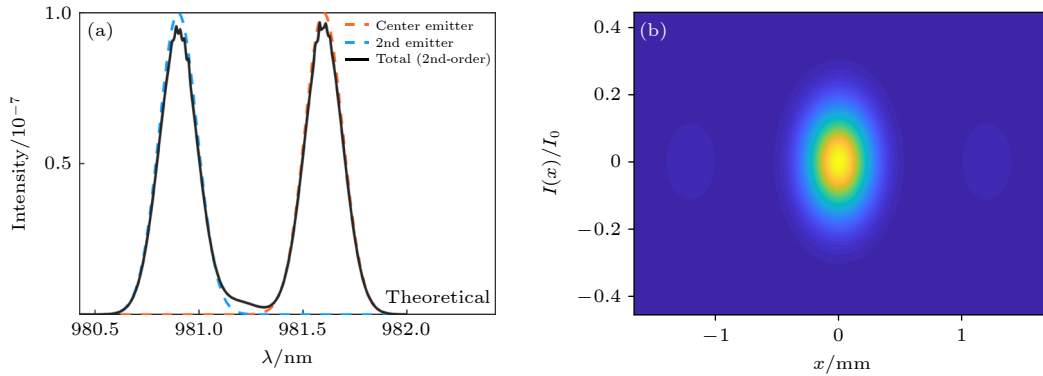 (a)
Center emitter
2nd emitter
Total (2nd-order)
1.0
0.5
Intensity/10⁻⁷
Theoretical
980.5 981.0 981.5 982.0
λ/nm
(b)
0.4
0.2
0
−0.2
−0.4
I(x)/I₀
−1 0 1
x/mm